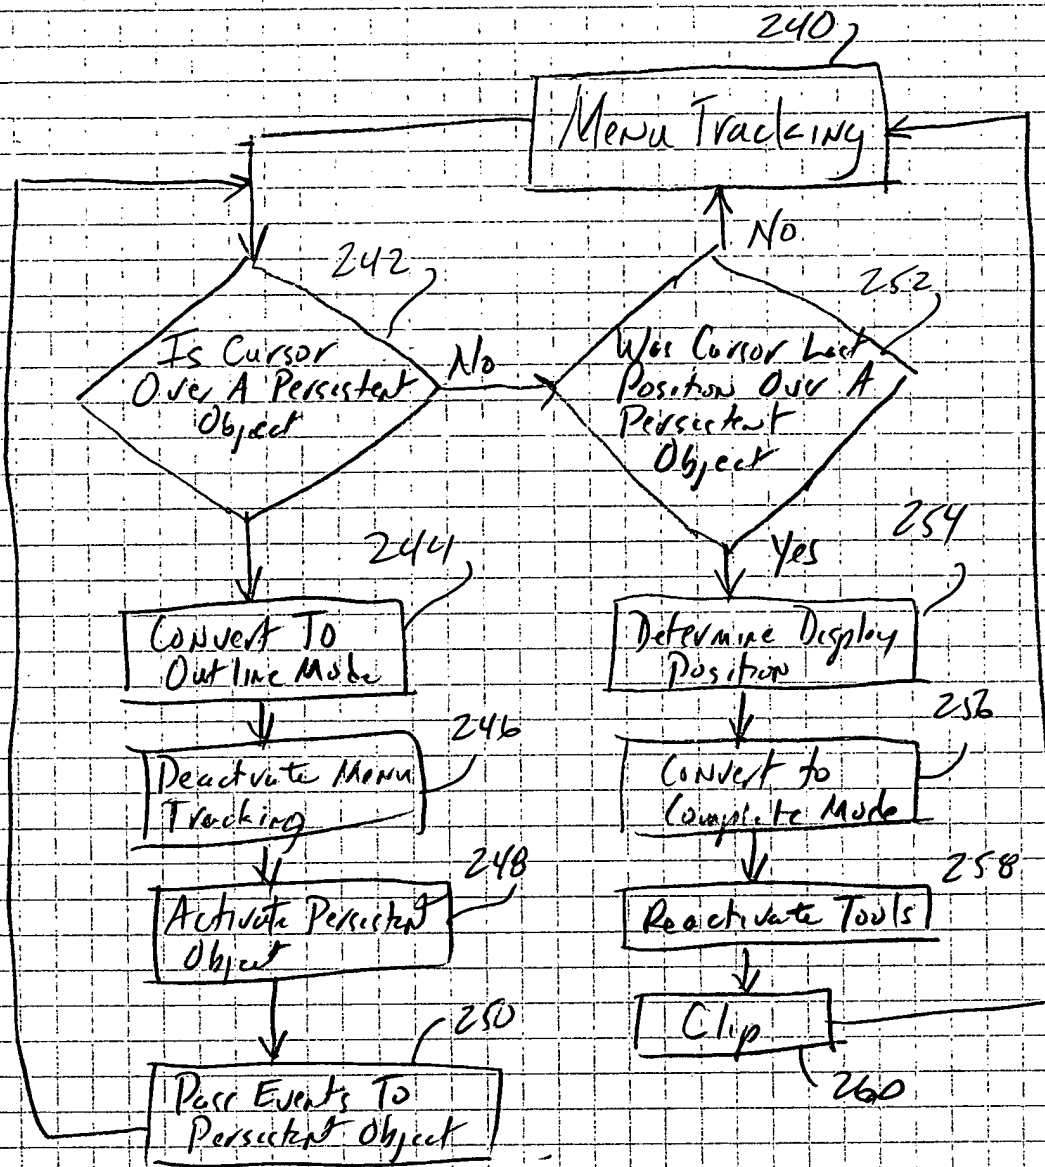 240
Menu Tracking
No
242
252
Is Cursor
Over A Persistent
Object
No
Was Cursor Last
Position Over A
Persistent
Object
244
Yes
254
Convert To
Outline Mode
Determine Display
Position
246
256
Deactivate Menu
Tracking
Convert to
Complete Mode
248
258
Activate Persistent
Object
Reactivate Tools
250
Clip
260
Pass Events To
Persistent Object